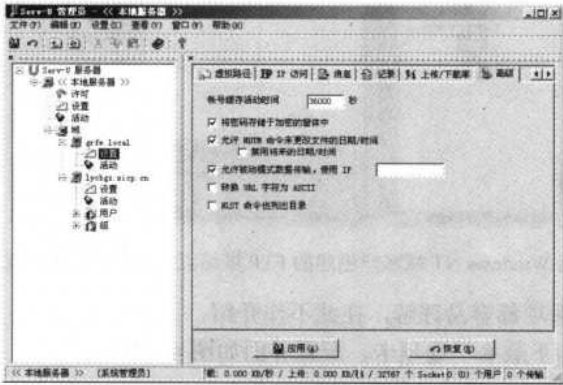 Serv-U 管理员 - << 本地服务器 >>
文件(F) 编辑(E) 设置(S) 查看(V) 窗口(W) 帮助(H)
Serv-U 服务器
<< 本地服务器 >>
许可
设置
活动
域
grfe local
设置
活动
lychgz.nicp.cn
设置
活动
用户
组
虚拟路径 IP 访问 消息 记录 上传/下载率 高级
帐号缓存活动时间 36000 秒
将密码存储于加密的窗体中
允许 MDTM 命令来更改文件的日期/时间
禁用将来的日期/时间
允许被动模式数据传输，使用 IP
转换 URL 字符为 ASCII
NLST 命令也列出目录
应用(A) 恢复(R)
<< 本地服务器 >> [系统管理员] 载: 0.000 KB/秒 / 上传: 0.000 KB/秒 / 32767 个 Socket 0 (0) 个用户 0 个传输